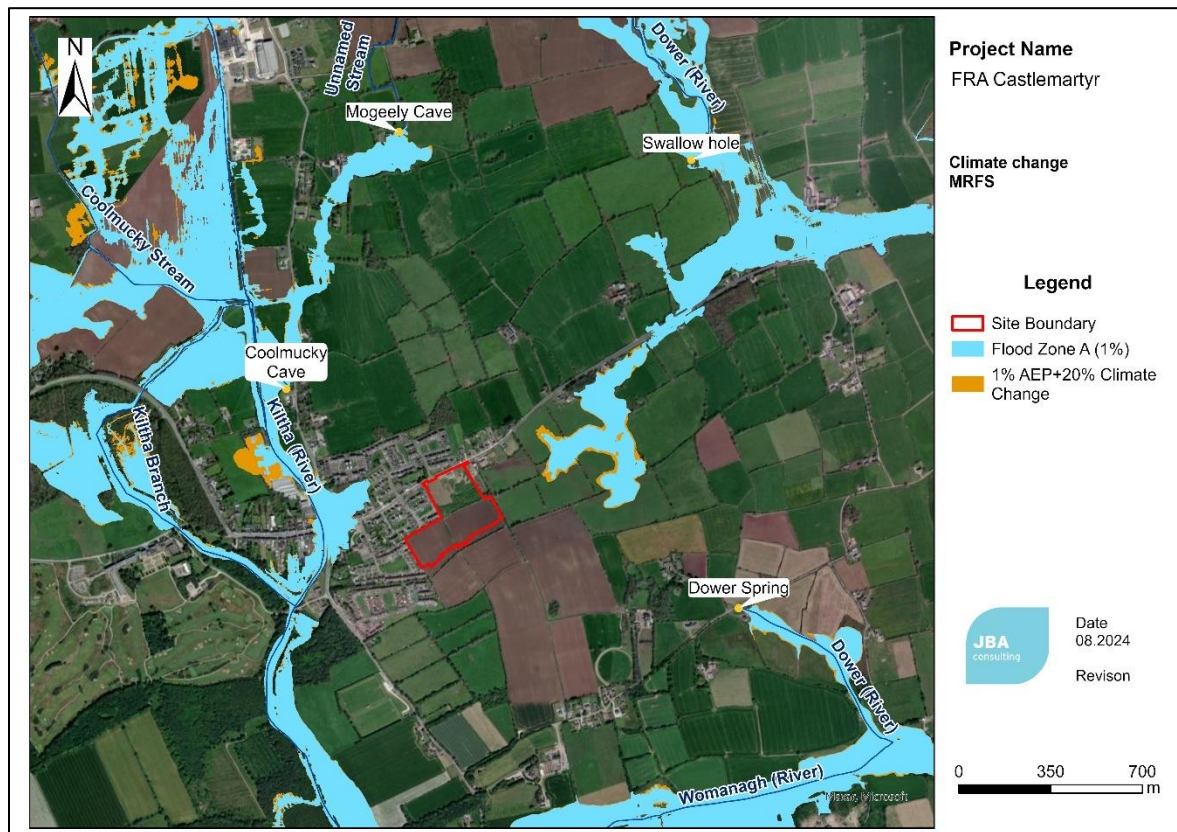 N
Unnamed
Stream
Dower (River)
Mogeely Cave
Swallow hole
Coolmucky Stream
Coolmucky
Cave
Kiltha Branch
Kiltha (River)
Dower Spring
Dower (River)
Womanagh (River)
Maxar, Microsoft
Project Name
FRA Castlemartyr
Climate change
MRFS
Legend
Site Boundary
Flood Zone A (1%)
1% AEP+20% Climate
Change
JBA
consulting
Date
08.2024
Revison
0 350 700
m